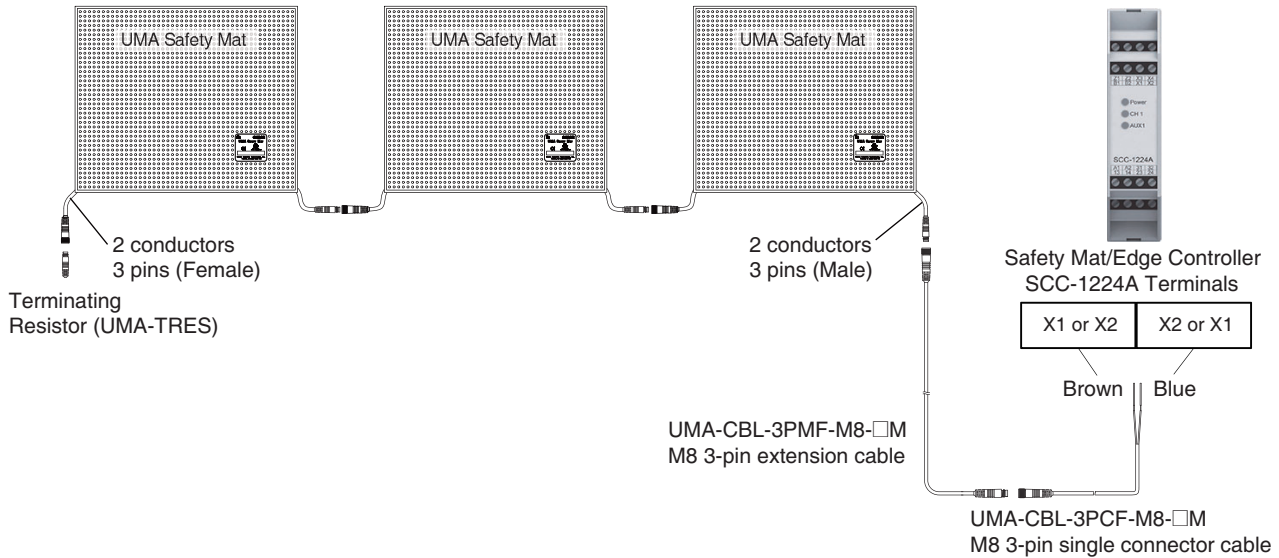 UMA Safety Mat
UMA Safety Mat
UMA Safety Mat
2 conductors
3 pins (Female)
Terminating
Resistor (UMA-TRES)
2 conductors
3 pins (Male)
Power
CH 1
AUX1
SCC-1224A
Safety Mat/Edge Controller
SCC-1224A Terminals
X1 or X2
X2 or X1
Brown
Blue
UMA-CBL-3PMF-M8-□M
M8 3-pin extension cable
UMA-CBL-3PCF-M8-□M
M8 3-pin single connector cable